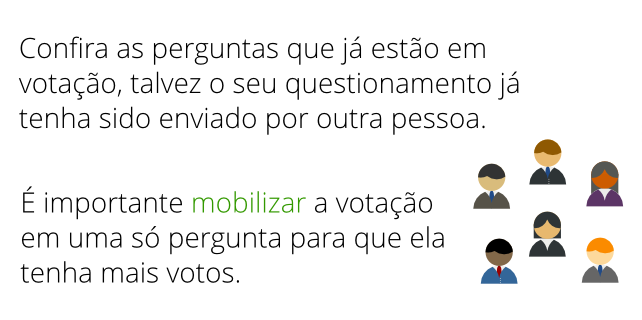 Confira as perguntas que já estão em
votação, talvez o seu questionamento já
tenha sido enviado por outra pessoa.
É importante mobilizar a votação
em uma só pergunta para que ela
tenha mais votos.